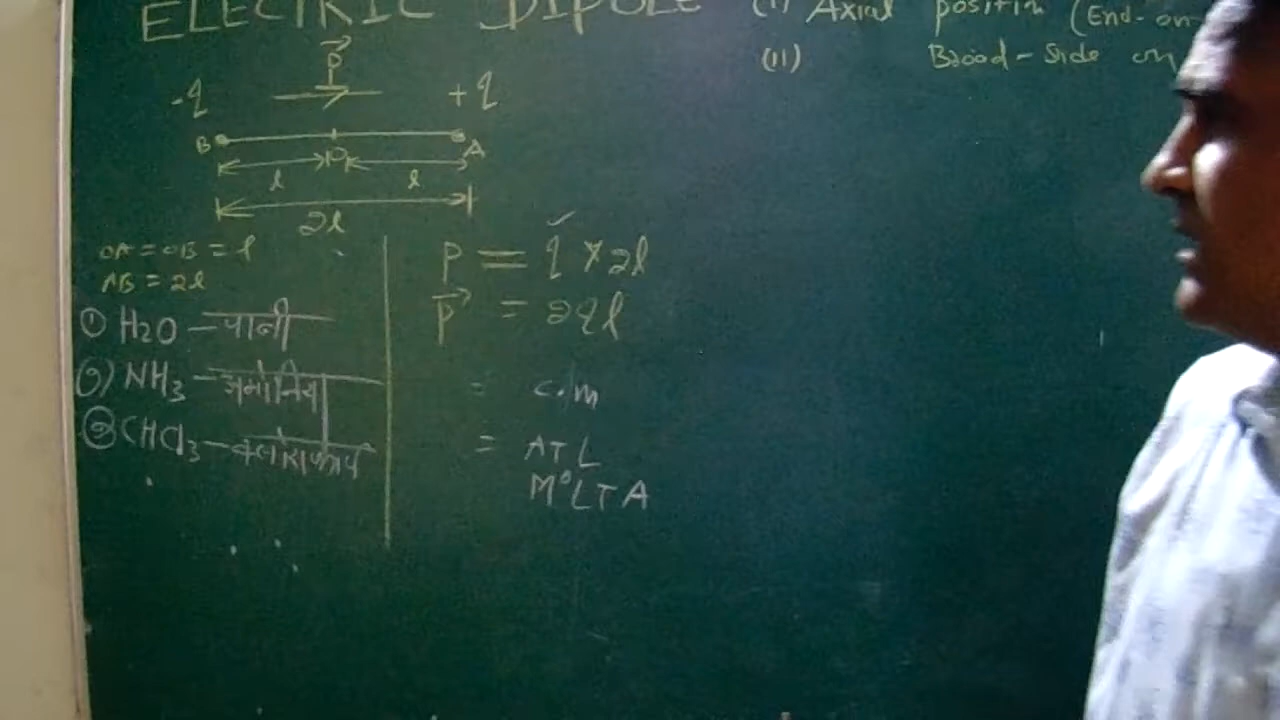 ELECTRIC DIPOLE
(I) Axial position (End-on
(II) Broad-Side on
P
-q +q
B O A
l l
2l
OA = OB = l
AB = 2l
① H2O — पानी
② NH3 — अमोनिया
③ CHCl3 — क्लोरोफार्म
P = q × 2l
P = 2ql
= C.m
= ATL
M⁰LTA